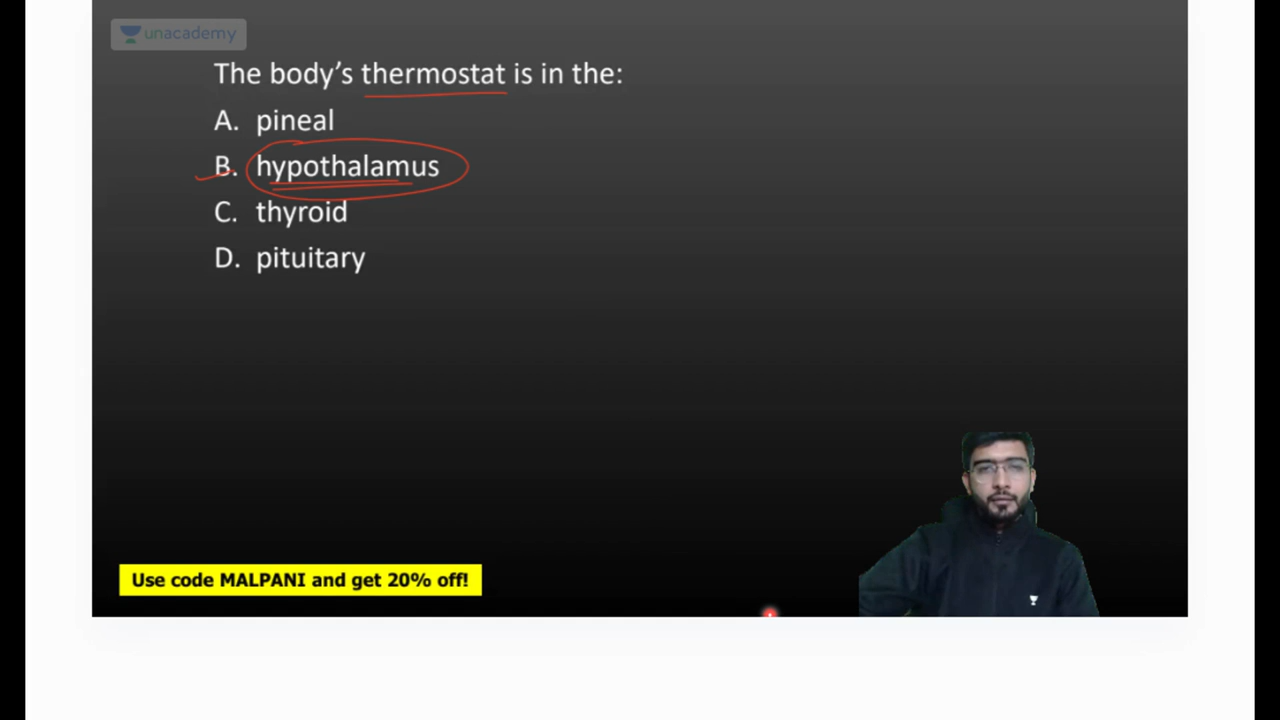 unacademy
The body’s thermostat is in the:
A. pineal
B. hypothalamus
C. thyroid
D. pituitary
Use code MALPANI and get 20% off!